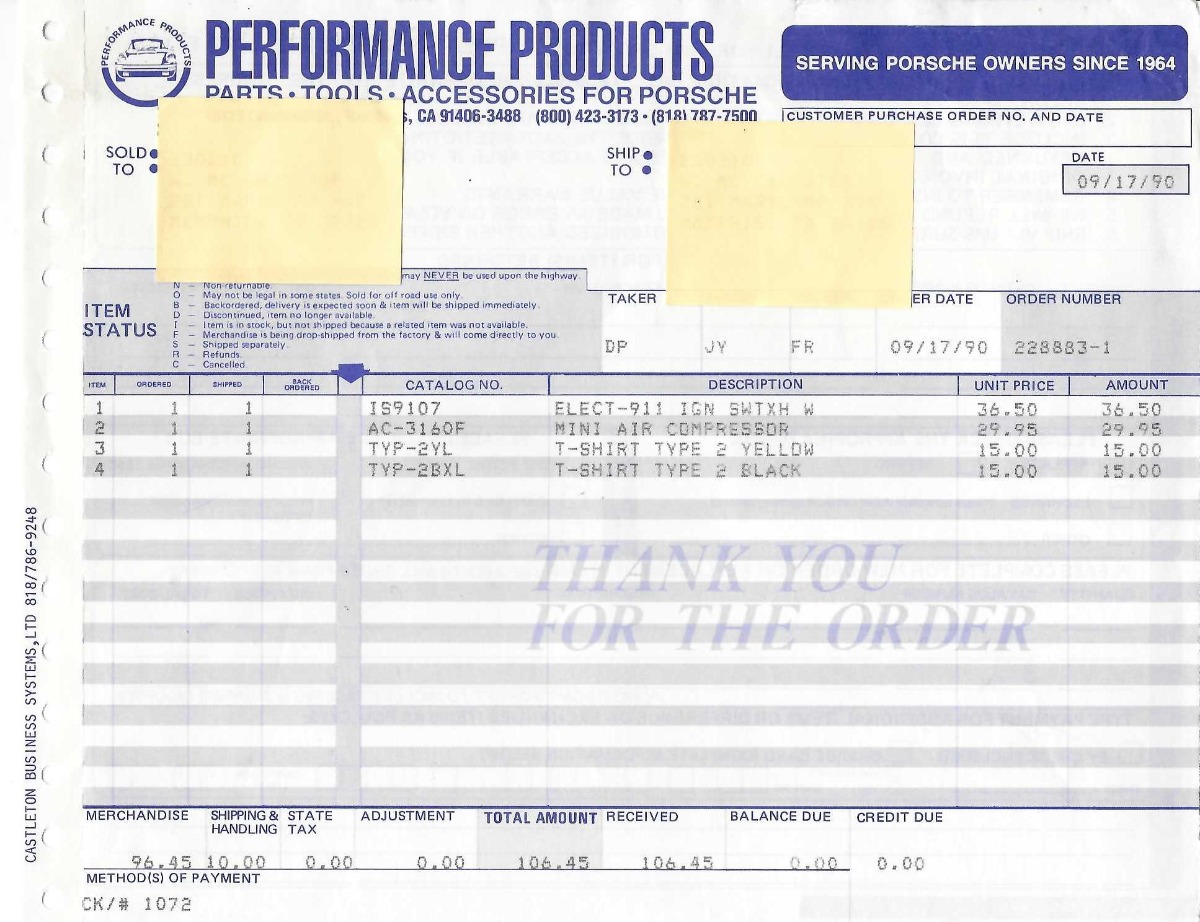 PERFORMANCE PRODUCTS
PERFORMANCE PRODUCTS
PARTS • TOOLS • ACCESSORIES FOR PORSCHE
, CA 91406-3488 (800) 423-3173 • (818) 787-7500
SERVING PORSCHE OWNERS SINCE 1964
CUSTOMER PURCHASE ORDER NO. AND DATE
SOLD TO
SHIP TO
DATE
09/17/90
may NEVER be used upon the highway.
ITEM STATUS
N – Non-returnable.
O – May not be legal in some states. Sold for off road use only.
B – Backordered, delivery is expected soon & item will be shipped immediately.
D – Discontinued, item no longer available.
I – Item is in stock, but not shipped because a related item was not available.
F – Merchandise is being drop-shipped from the factory & will come directly to you.
S – Shipped separately.
R – Refunds.
C – Cancelled.
TAKER ER DATE ORDER NUMBER
DP JY FR 09/17/90 228883-1
ITEM ORDERED SHIPPED BACK ORDERED CATALOG NO. DESCRIPTION UNIT PRICE AMOUNT
1 1 1 IS9107 ELECT-911 IGN SWTXH W 36.50 36.50
2 1 1 AC-3160F MINI AIR COMPRESSOR 29.95 29.95
3 1 1 TYP-2YL T-SHIRT TYPE 2 YELLOW 15.00 15.00
4 1 1 TYP-2BXL T-SHIRT TYPE 2 BLACK 15.00 15.00
THANK YOU
FOR THE ORDER
CASTLETON BUSINESS SYSTEMS,LTD 818/786-9248
MERCHANDISE SHIPPING & HANDLING STATE TAX ADJUSTMENT TOTAL AMOUNT RECEIVED BALANCE DUE CREDIT DUE
96.45 10.00 0.00 0.00 106.45 106.45 0.00 0.00
METHOD(S) OF PAYMENT
CK/# 1072